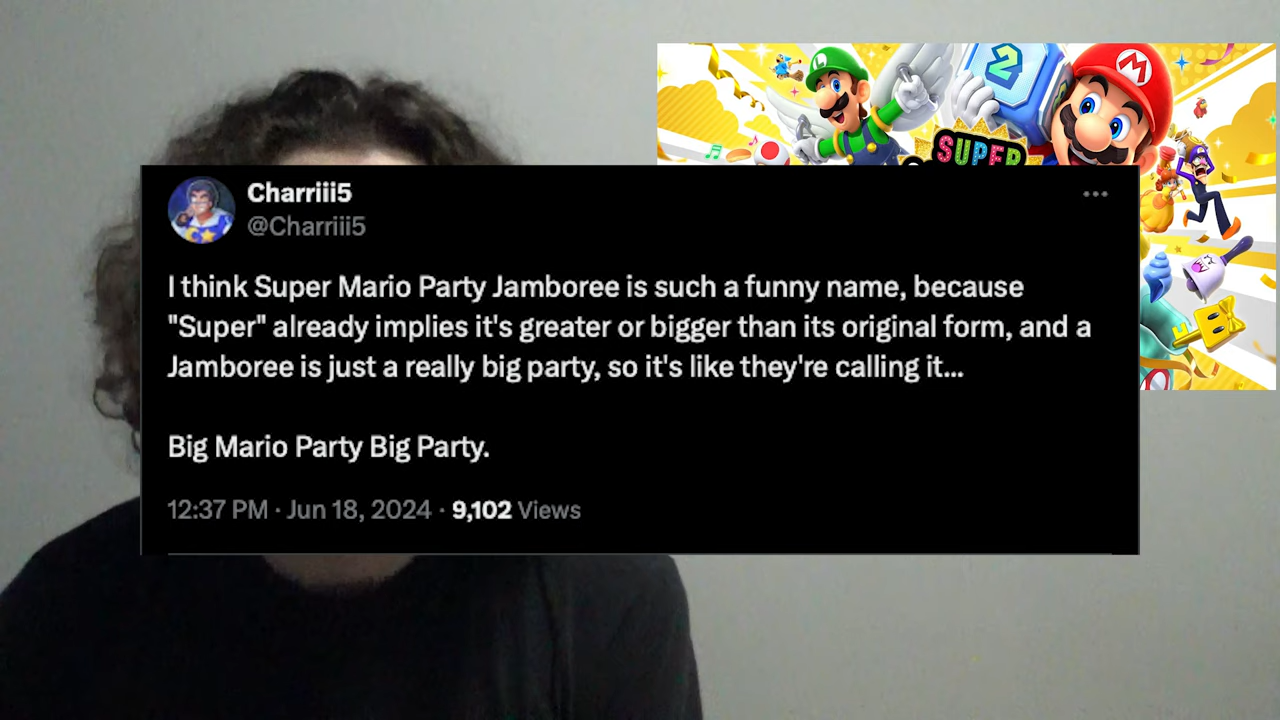 2
L
M
SUPER
Charriii5
@Charriii5
I think Super Mario Party Jamboree is such a funny name, because
"Super" already implies it's greater or bigger than its original form, and a
Jamboree is just a really big party, so it's like they're calling it...
Big Mario Party Big Party.
12:37 PM · Jun 18, 2024 · 9,102 Views